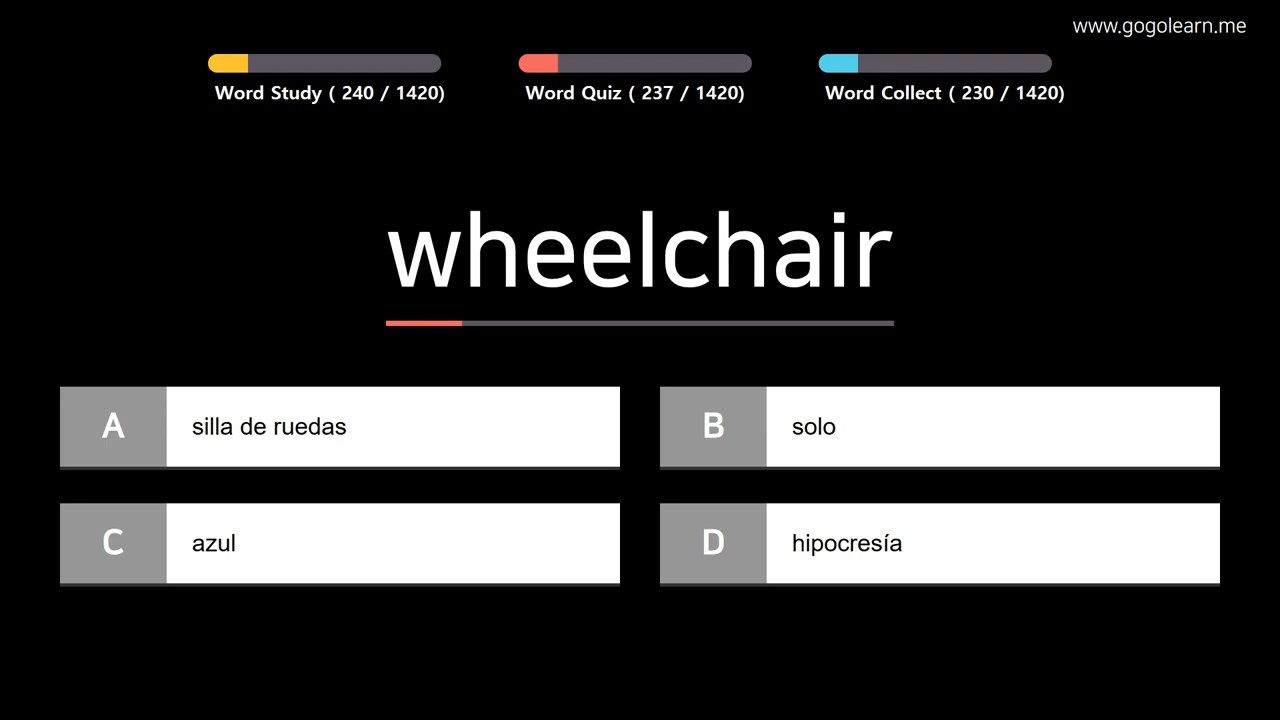 www.gogolearn.me
Word Study ( 240 / 1420)
Word Quiz ( 237 / 1420)
Word Collect ( 230 / 1420)
wheelchair
A silla de ruedas
B solo
C azul
D hipocresía